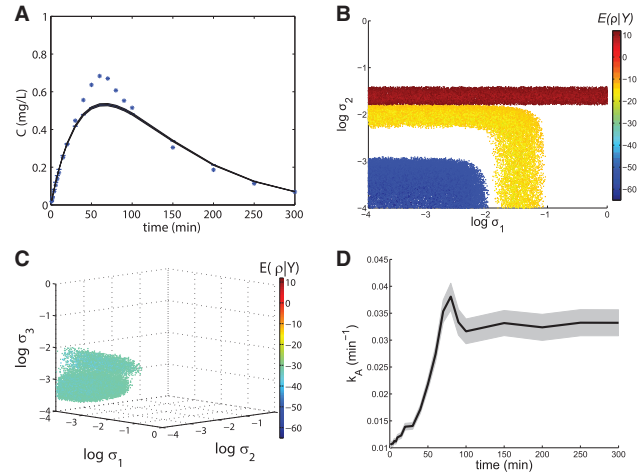 A
C (mg/L)
1
0.8
0.6
0.4
0.2
0
0 50 100 150 200 250 300
time (min)
B
E(ρ|Y)
log σ2
0
−1
−2
−3
−4
−4 −3 −2 −1 0
log σ1
10
0
−10
−20
−30
−40
−50
−60
C
E( ρ|Y)
log σ3
0
−1
−2
−3
−4
−3
−2
−1
0
−3
−2
−1
0
log σ1
log σ2
10
0
−10
−20
−30
−40
−50
−60
D
kA (min−1)
0.045
0.04
0.035
0.03
0.025
0.02
0.015
0.01
0 50 100 150 200 250 300
time (min)